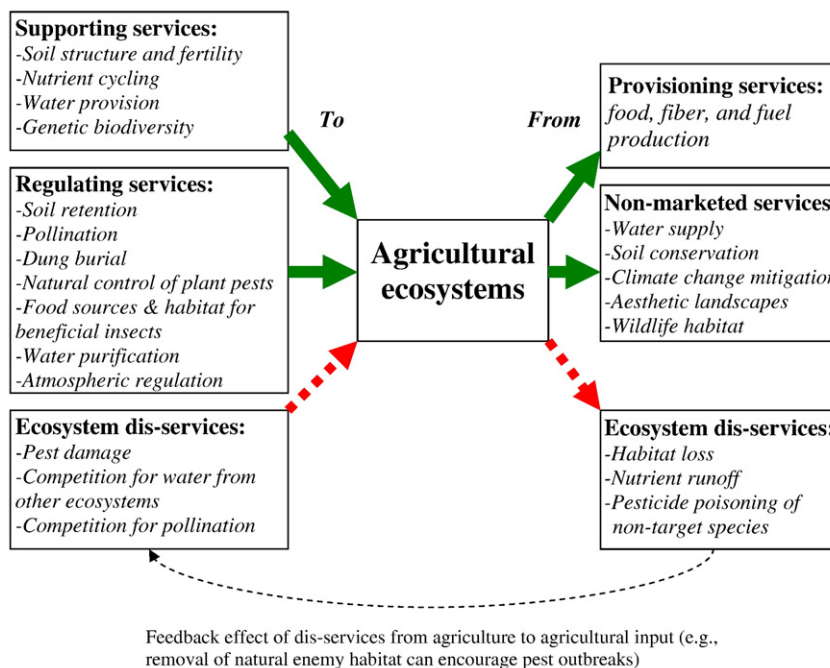 Supporting services:
-Soil structure and fertility
-Nutrient cycling
-Water provision
-Genetic biodiversity
Regulating services:
-Soil retention
-Pollination
-Dung burial
-Natural control of plant pests
-Food sources & habitat for
beneficial insects
-Water purification
-Atmospheric regulation
Ecosystem dis-services:
-Pest damage
-Competition for water from
other ecosystems
-Competition for pollination
To
Agricultural
ecosystems
From
Provisioning services:
food, fiber, and fuel
production
Non-marketed services
-Water supply
-Soil conservation
-Climate change mitigation
-Aesthetic landscapes
-Wildlife habitat
Ecosystem dis-services:
-Habitat loss
-Nutrient runoff
-Pesticide poisoning of
non-target species
Feedback effect of dis-services from agriculture to agricultural input (e.g.,
removal of natural enemy habitat can encourage pest outbreaks)